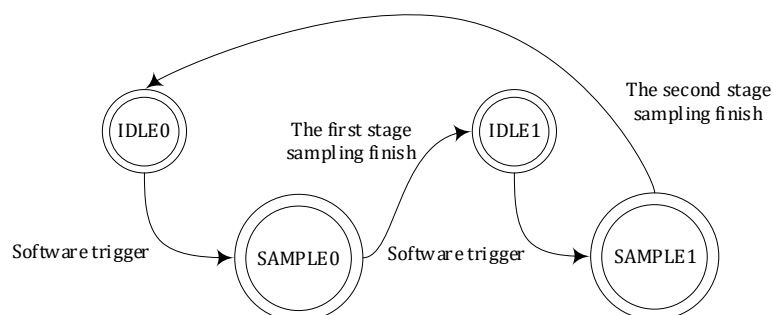 The second stage
sampling finish
IDLE0
The first stage
sampling finish
IDLE1
Software trigger
SAMPLE0
Software trigger
SAMPLE1